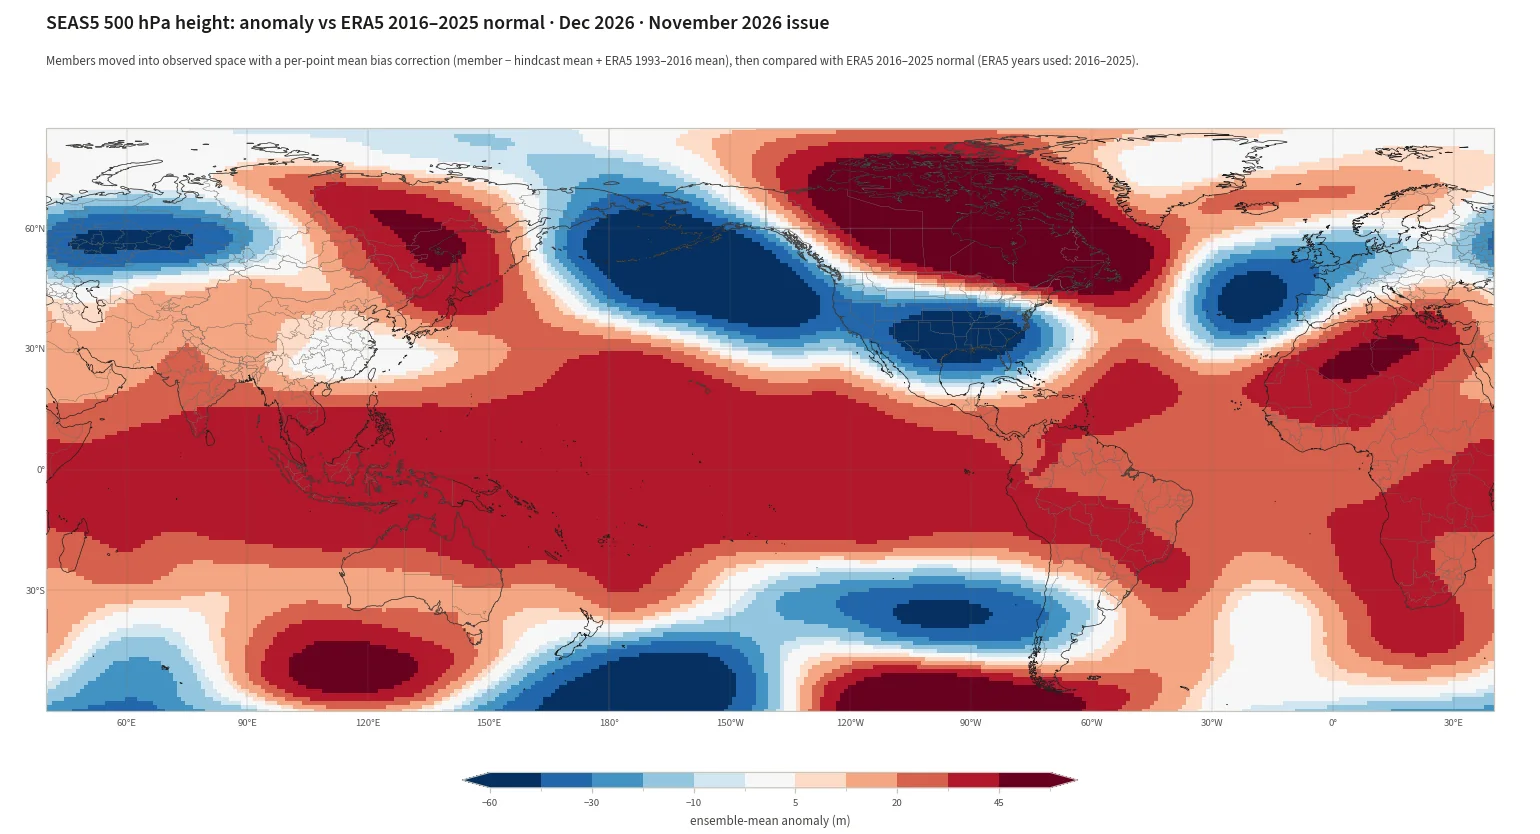 SEAS5 500 hPa height: anomaly vs ERA5 2016–2025 normal · Dec 2026 · November 2026 issue
Members moved into observed space with a per-point mean bias correction (member − hindcast mean + ERA5 1993–2016 mean), then compared with ERA5 2016–2025 normal (ERA5 years used: 2016–2025).
60°N
30°N
0°
30°S
60°E 90°E 120°E 150°E 180° 150°W 120°W 90°W 60°W 30°W 0° 30°E
−60 −30 −10 5 20 45
ensemble-mean anomaly (m)